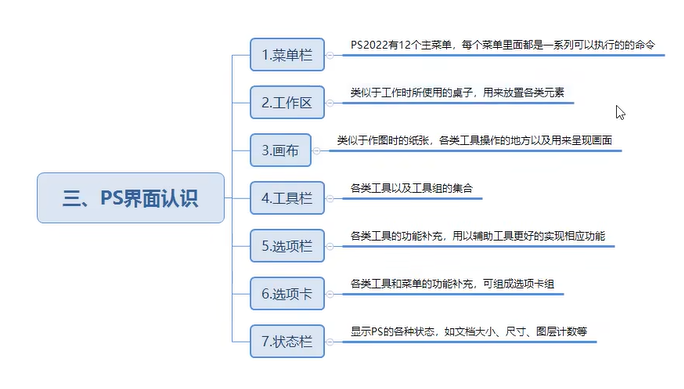 三、PS界面认识
1.菜单栏
PS2022有12个主菜单，每个菜单里面都是一系列可以执行的的命令
2.工作区
类似于工作时所使用的桌子，用来放置各类元素
3.画布
类似于作图时的纸张，各类工具操作的地方以及用来呈现画面
4.工具栏
各类工具以及工具组的集合
5.选项栏
各类工具的功能补充，用以辅助工具更好的实现相应功能
6.选项卡
各类工具和菜单的功能补充，可组成选项卡组
7.状态栏
显示PS的各种状态，如文档大小、尺寸、图层计数等